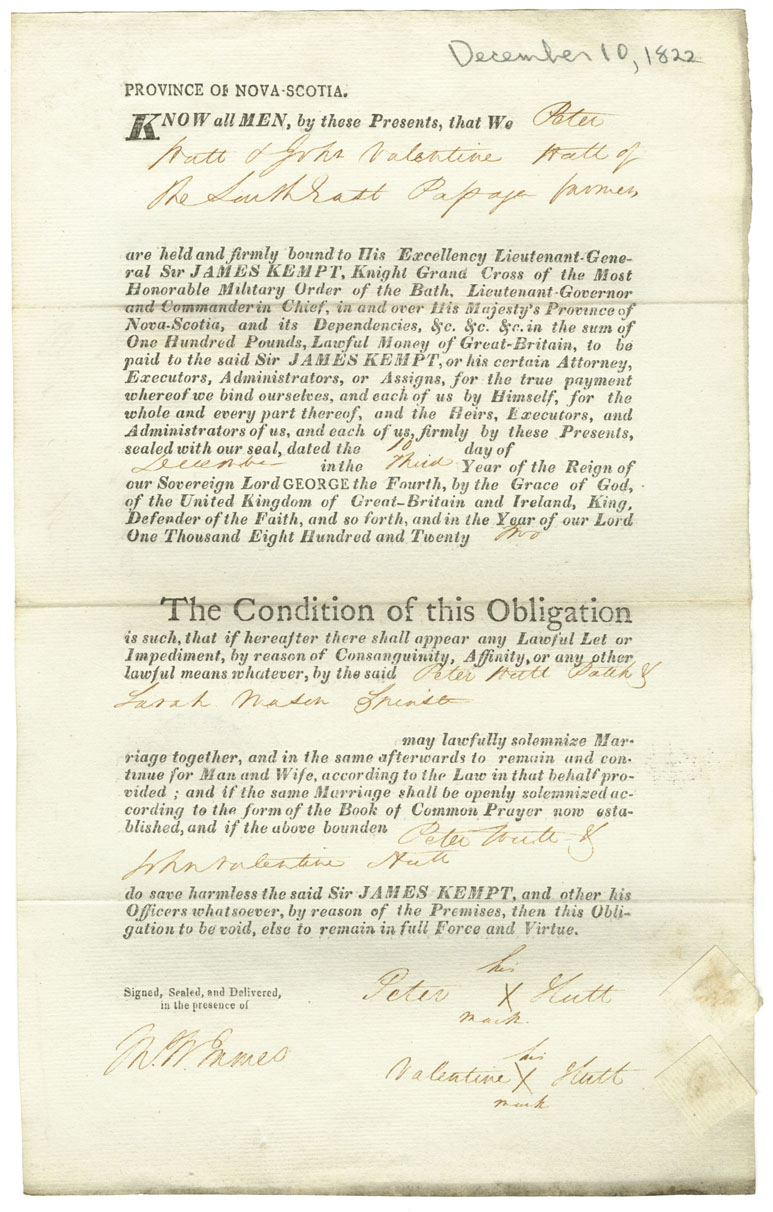 December 10, 1822
PROVINCE OF NOVA-SCOTIA.
KNOW all MEN, by these Presents, that We Peter
Hutt & John Valentine Hutt of
the South East Passage farmers
are held and firmly bound to His Excellency Lieutenant-Gene-
ral Sir JAMES KEMPT, Knight Grand Cross of the Most
Honorable Military Order of the Bath, Lieutenant-Governor
and Commander in Chief, in and over His Majesty's Province of
Nova-Scotia, and its Dependencies, &c. &c. &c. in the sum of
One Hundred Pounds, Lawful Money of Great-Britain, to be
paid to the said Sir JAMES KEMPT, or his certain Attorney,
Executors, Administrators, or Assigns, for the true payment
whereof we bind ourselves, and each of us by Himself, for the
whole and every part thereof, and the Heirs, Executors, and
Administrators of us, and each of us, firmly by these Presents,
sealed with our seal, dated the 10 day of
December in the Third Year of the Reign of
our Sovereign Lord GEORGE the Fourth, by the Grace of God,
of the United Kingdom of Great-Britain and Ireland, King,
Defender of the Faith, and so forth, and in the Year of our Lord
One Thousand Eight Hundred and Twenty two
The Condition of this Obligation
is such, that if hereafter there shall appear any Lawful Let or
Impediment, by reason of Consanguinity, Affinity, or any other
lawful means whatever, by the said Peter Hutt &
Sarah Mason Spinster
may lawfully solemnize Mar-
riage together, and in the same afterwards to remain and con-
tinue for Man and Wife, according to the Law in that behalf pro-
vided ; and if the same Marriage shall be openly solemnized ac-
cording to the form of the Book of Common Prayer now esta-
blished, and if the above bounden Peter Hutt &
John Valentine Hutt
do save harmless the said Sir JAMES KEMPT, and other his
Officers whatsoever, by reason of the Premises, then this Obli-
gation to be void, else to remain in full Force and Virtue.
Signed, Sealed, and Delivered,
in the presence of
his
Peter X Hutt
mark.
his
Valentine X Hutt
mark